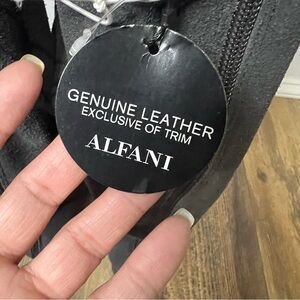 GENUINE LEATHER
EXCLUSIVE OF TRIM
ALFANI